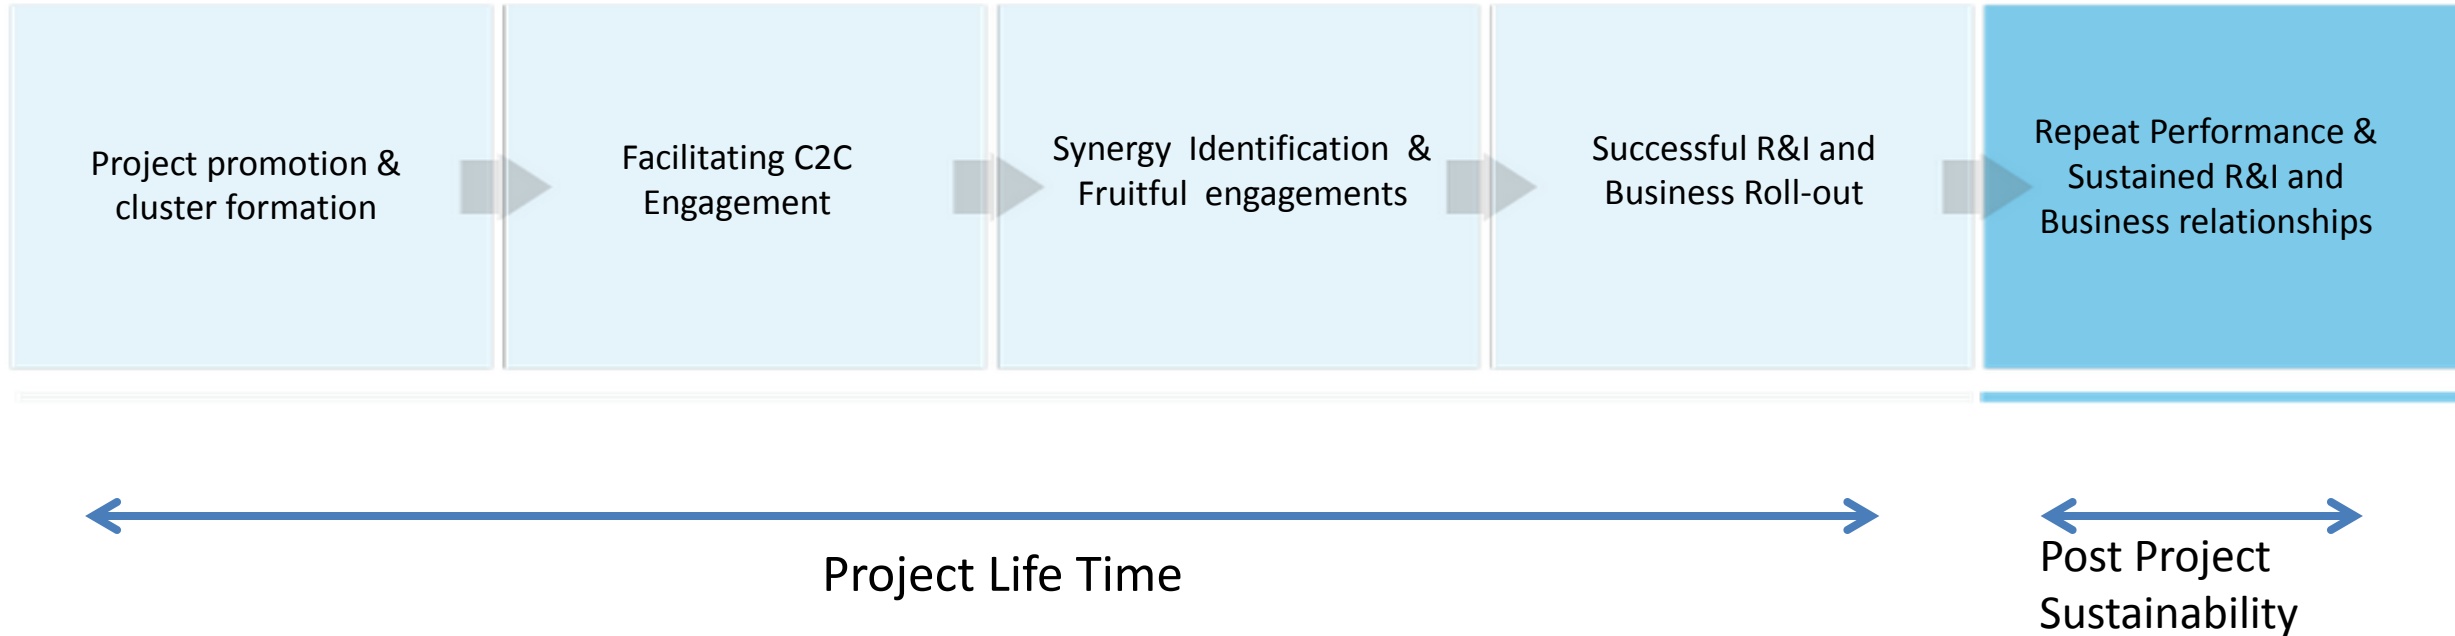 Project promotion &
cluster formation
Facilitating C2C
Engagement
Synergy Identification &
Fruitful engagements
Successful R&I and
Business Roll-out
Repeat Performance &
Sustained R&I and
Business relationships
Project Life Time
Post Project
Sustainability